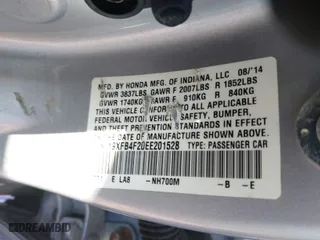 MFD. BY HONDA MFG. OF INDIANA, LLC 08/'14
GVWR 3837LBS GAWR F 2007LBS R 1852LBS
GVWR 1740KG GAWR F 910KG R 840KG
THIS VEHICLE CONFORMS TO ALL APPLICABLE
FEDERAL MOTOR VEHICLE SAFETY, BUMPER,
AND THEFT PREVENTION STANDARDS IN EFFECT ON
THE DATE OF MANUFACTURE SHOWN ABOVE.
19XFB4F20EE201528 TYPE: PASSENGER CAR
E LA8 -NH700M -B -E
ACDelco